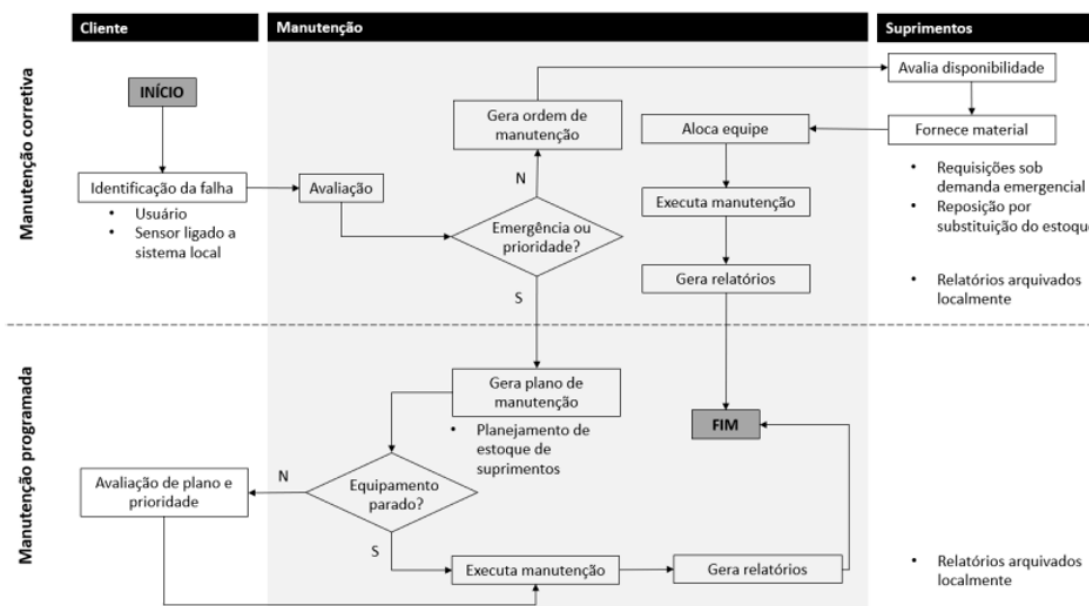 Cliente
Manutenção
Suprimentos
Manutenção corretiva
INÍCIO
Identificação da falha
• Usuário
• Sensor ligado a
sistema local
Avaliação
Gera ordem de
manutenção
N
Emergência ou
prioridade?
S
Avalia disponibilidade
Fornece material
• Requisições sob
demanda emergencial
• Reposição por
substituição do estoque
Aloca equipe
Executa manutenção
Gera relatórios
• Relatórios arquivados
localmente
Manutenção programada
Gera plano de
manutenção
• Planejamento de
estoque de
suprimentos
FIM
Equipamento
parado?
N
Avaliação de plano e
prioridade
S
Executa manutenção
Gera relatórios
• Relatórios arquivados
localmente